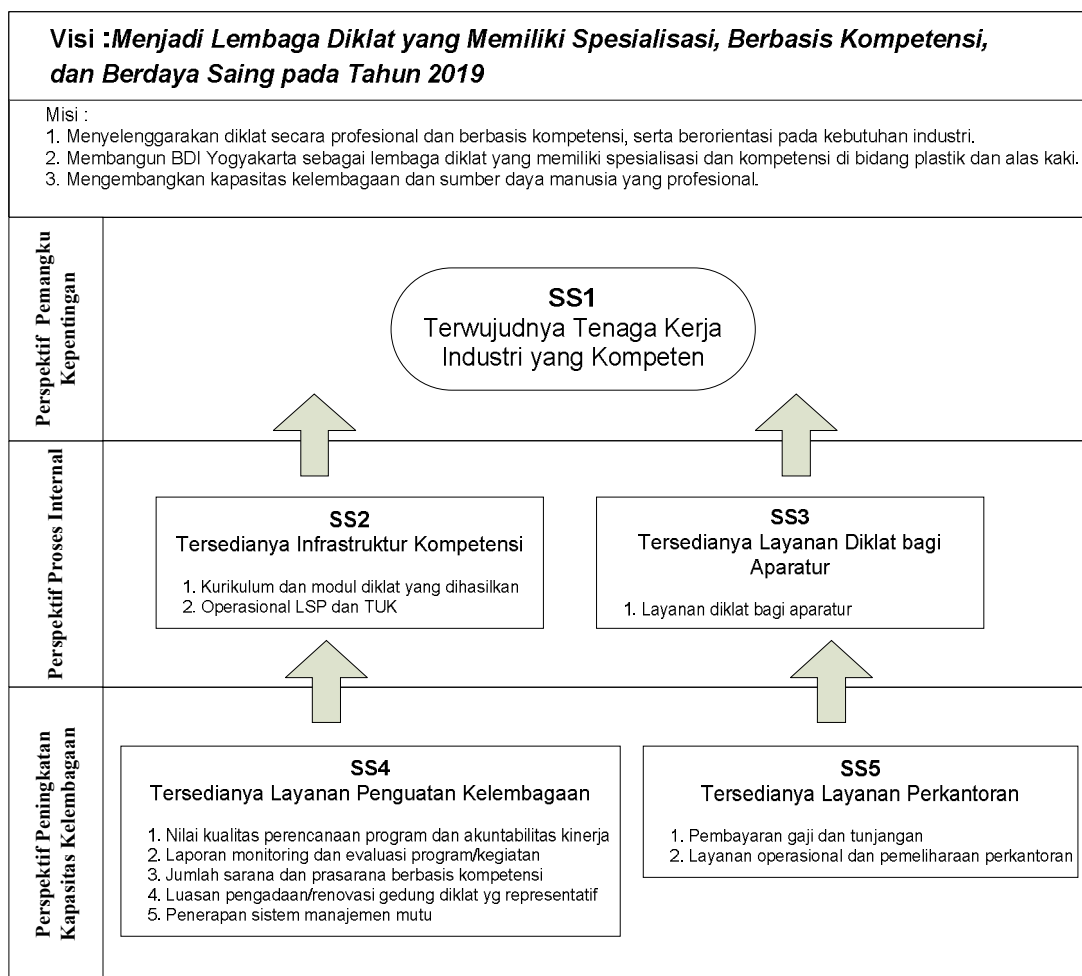 Visi :Menjadi Lembaga Diklat yang Memiliki Spesialisasi, Berbasis Kompetensi,
dan Berdaya Saing pada Tahun 2019
Misi :
1. Menyelenggarakan diklat secara profesional dan berbasis kompetensi, serta berorientasi pada kebutuhan industri.
2. Membangun BDI Yogyakarta sebagai lembaga diklat yang memiliki spesialisasi dan kompetensi di bidang plastik dan alas kaki.
3. Mengembangkan kapasitas kelembagaan dan sumber daya manusia yang profesional.
Perspektif Pemangku
Kepentingan
SS1
Terwujudnya Tenaga Kerja
Industri yang Kompeten
Perspektif Proses Internal
SS2
Tersedianya Infrastruktur Kompetensi
1. Kurikulum dan modul diklat yang dihasilkan
2. Operasional LSP dan TUK
SS3
Tersedianya Layanan Diklat bagi
Aparatur
1. Layanan diklat bagi aparatur
Perspektif Peningkatan
Kapasitas Kelembagaan
SS4
Tersedianya Layanan Penguatan Kelembagaan
1. Nilai kualitas perencanaan program dan akuntabilitas kinerja
2. Laporan monitoring dan evaluasi program/kegiatan
3. Jumlah sarana dan prasarana berbasis kompetensi
4. Luasan pengadaan/renovasi gedung diklat yg representatif
5. Penerapan sistem manajemen mutu
SS5
Tersedianya Layanan Perkantoran
1. Pembayaran gaji dan tunjangan
2. Layanan operasional dan pemeliharaan perkantoran